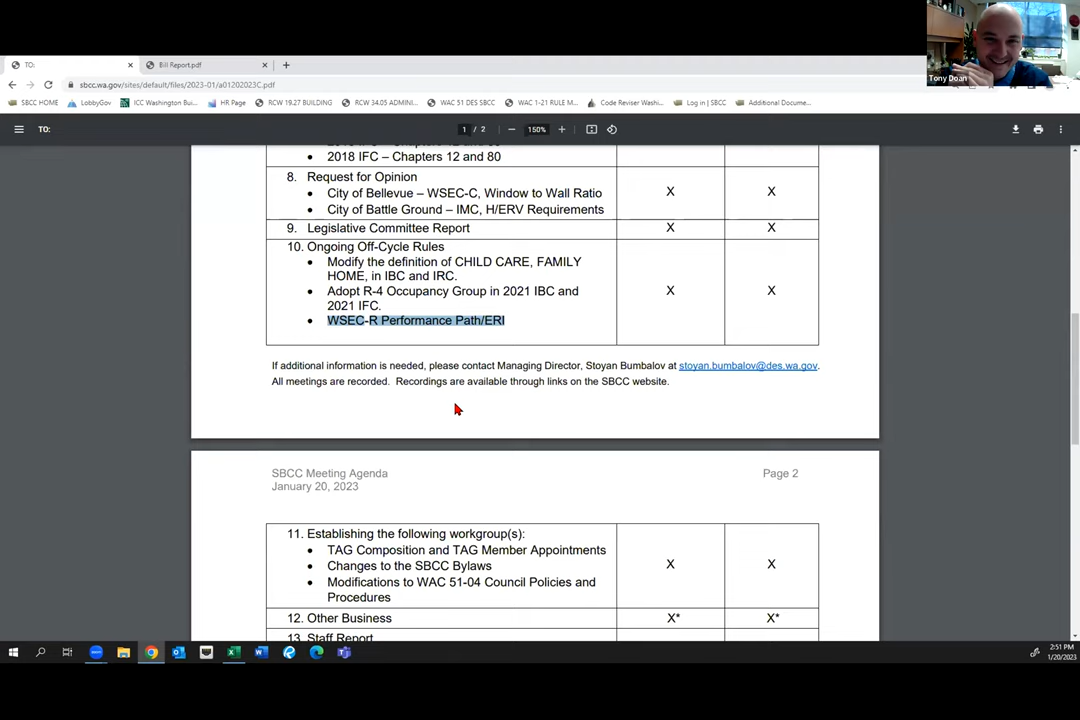 Tony Doan
TO:
Bill Report.pdf
sbcc.wa.gov/sites/default/files/2023-01/a01202023C.pdf
SBCC HOME
LobbyGov
ICC Washington Bui...
HR Page
RCW 19.27 BUILDING
RCW 34.05 ADMINI...
WAC 51 DES SBCC
WAC 1-21 RULE M...
Code Reviser Washi...
Log in | SBCC
Additional Docume...
TO:
1 / 2
150%
• 2018 IFC – Chapters 12 and 80
8. Request for Opinion
• City of Bellevue – WSEC-C, Window to Wall Ratio
• City of Battle Ground – IMC, H/ERV Requirements
X X
9. Legislative Committee Report X X
10. Ongoing Off-Cycle Rules
• Modify the definition of CHILD CARE, FAMILY
HOME, in IBC and IRC.
• Adopt R-4 Occupancy Group in 2021 IBC and
2021 IFC.
• WSEC-R Performance Path/ERI
X X
If additional information is needed, please contact Managing Director, Stoyan Bumbalov at stoyan.bumbalov@des.wa.gov.
All meetings are recorded. Recordings are available through links on the SBCC website.
SBCC Meeting Agenda Page 2
January 20, 2023
11. Establishing the following workgroup(s):
• TAG Composition and TAG Member Appointments
• Changes to the SBCC Bylaws
• Modifications to WAC 51-04 Council Policies and
Procedures
X X
12. Other Business X* X*
13. Staff Report
2:51 PM
1/20/2023